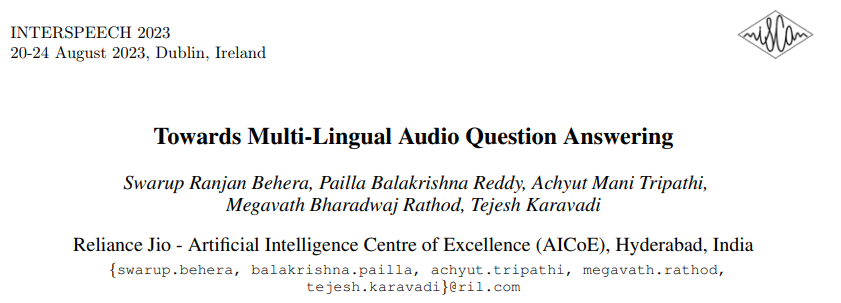 INTERSPEECH 2023
20-24 August 2023, Dublin, Ireland
ISCA
Towards Multi-Lingual Audio Question Answering
Swarup Ranjan Behera, Pailla Balakrishna Reddy, Achyut Mani Tripathi,
Megavath Bharadwaj Rathod, Tejesh Karavadi
Reliance Jio - Artificial Intelligence Centre of Excellence (AICoE), Hyderabad, India
{swarup.behera, balakrishna.pailla, achyut.tripathi, megavath.rathod,
tejesh.karavadi}@ril.com